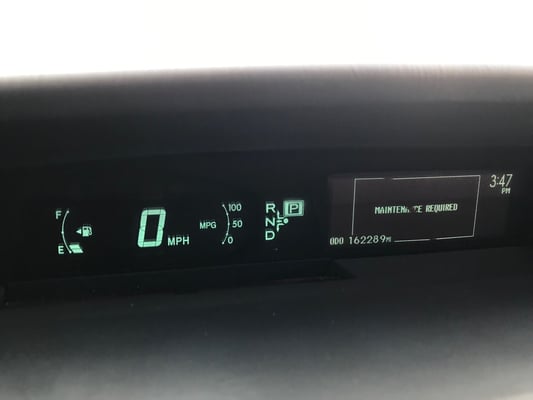 F
E
0 MPH
MPG
100
50
0
R
N
D
P
MAINTENANCE REQUIRED
3:47
PM
ODO 162289MI